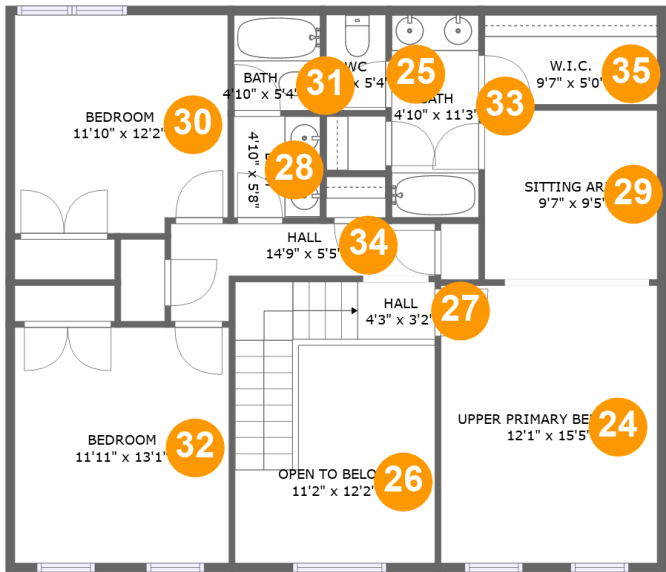 W.I.C.
9'7" x 5'0"
35
WC
x 5'4"
25
BATH
4'10" x 5'4"
31
BATH
4'10" x 11'3"
33
BEDROOM
11'10" x 12'2"
30
4'10" x 5'8"
28
SITTING AR
9'7" x 9'5"
29
HALL
14'9" x 5'5"
34
HALL
4'3" x 3'2"
27
UPPER PRIMARY BE
12'1" x 15'5"
24
BEDROOM
11'11" x 13'1"
32
OPEN TO BELO
11'2" x 12'2"
26